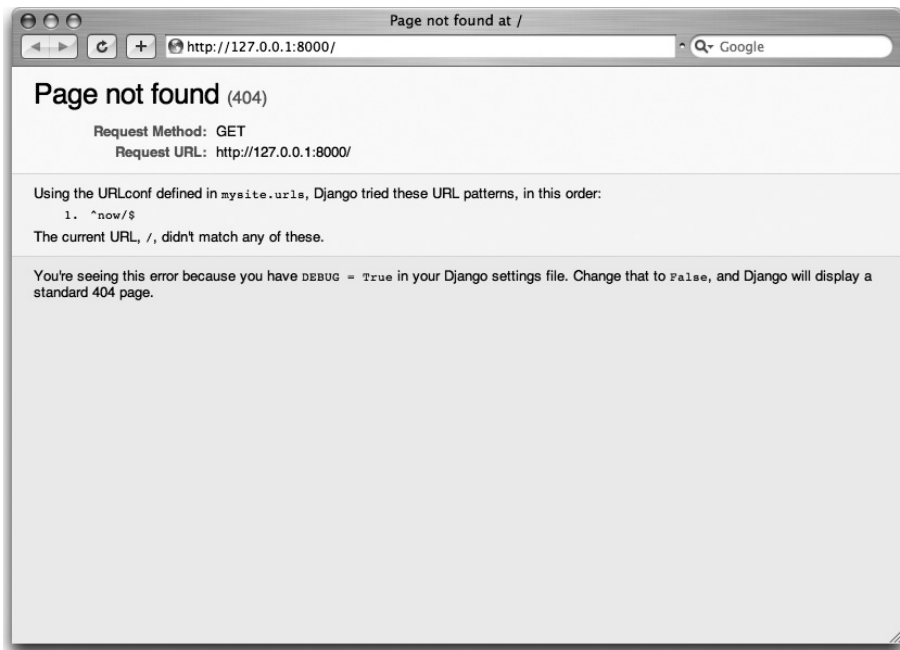 Page not found at /
http://127.0.0.1:8000/
Google
Page not found (404)
Request Method: GET
Request URL: http://127.0.0.1:8000/
Using the URLconf defined in mysite.urls, Django tried these URL patterns, in this order:
1. ^now/$
The current URL, /, didn't match any of these.
You're seeing this error because you have DEBUG = True in your Django settings file. Change that to False, and Django will display a
standard 404 page.